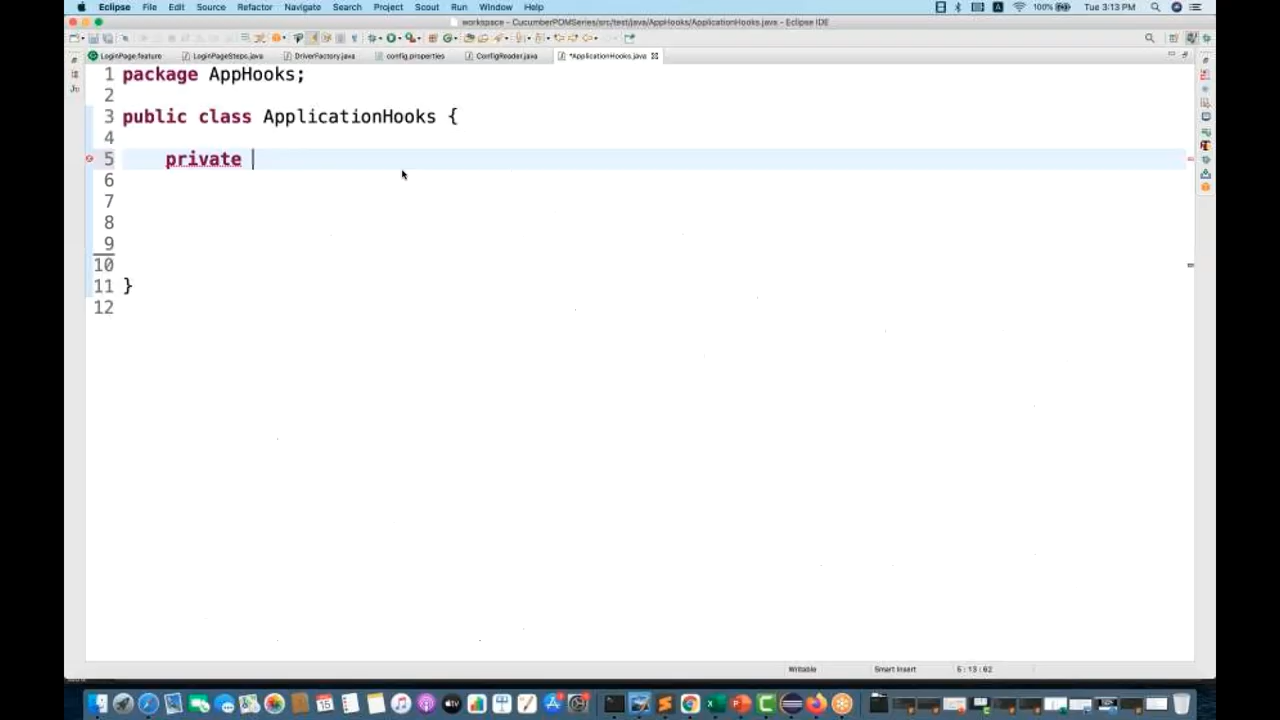 Eclipse File Edit Source Refactor Navigate Search Project Scout Run Window Help 100% Tue 3:13 PM
workspace - CucumberPOMSeries/src/test/java/AppHooks/ApplicationHooks.java - Eclipse IDE
LoginPage.feature LoginPageSteps.java DriverFactory.java config.properties ConfigReader.java *ApplicationHooks.java
1 package AppHooks;
2
3 public class ApplicationHooks {
4
5 private
6
7
8
9
10
11 }
12
Writable Smart Insert 5 : 13 : 62